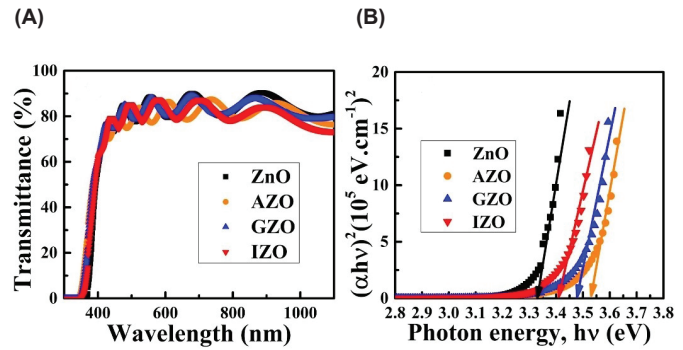 (A)
(B)
Transmittance (%)
100
80
60
40
20
0
400
600
800
1000
Wavelength (nm)
ZnO
AZO
GZO
IZO
(αhν)² (10⁵ eV.cm⁻¹)²
20
15
10
5
0
2.8
2.9
3.0
3.1
3.2
3.3
3.4
3.5
3.6
3.7
3.8
Photon energy, hν (eV)
ZnO
AZO
GZO
IZO